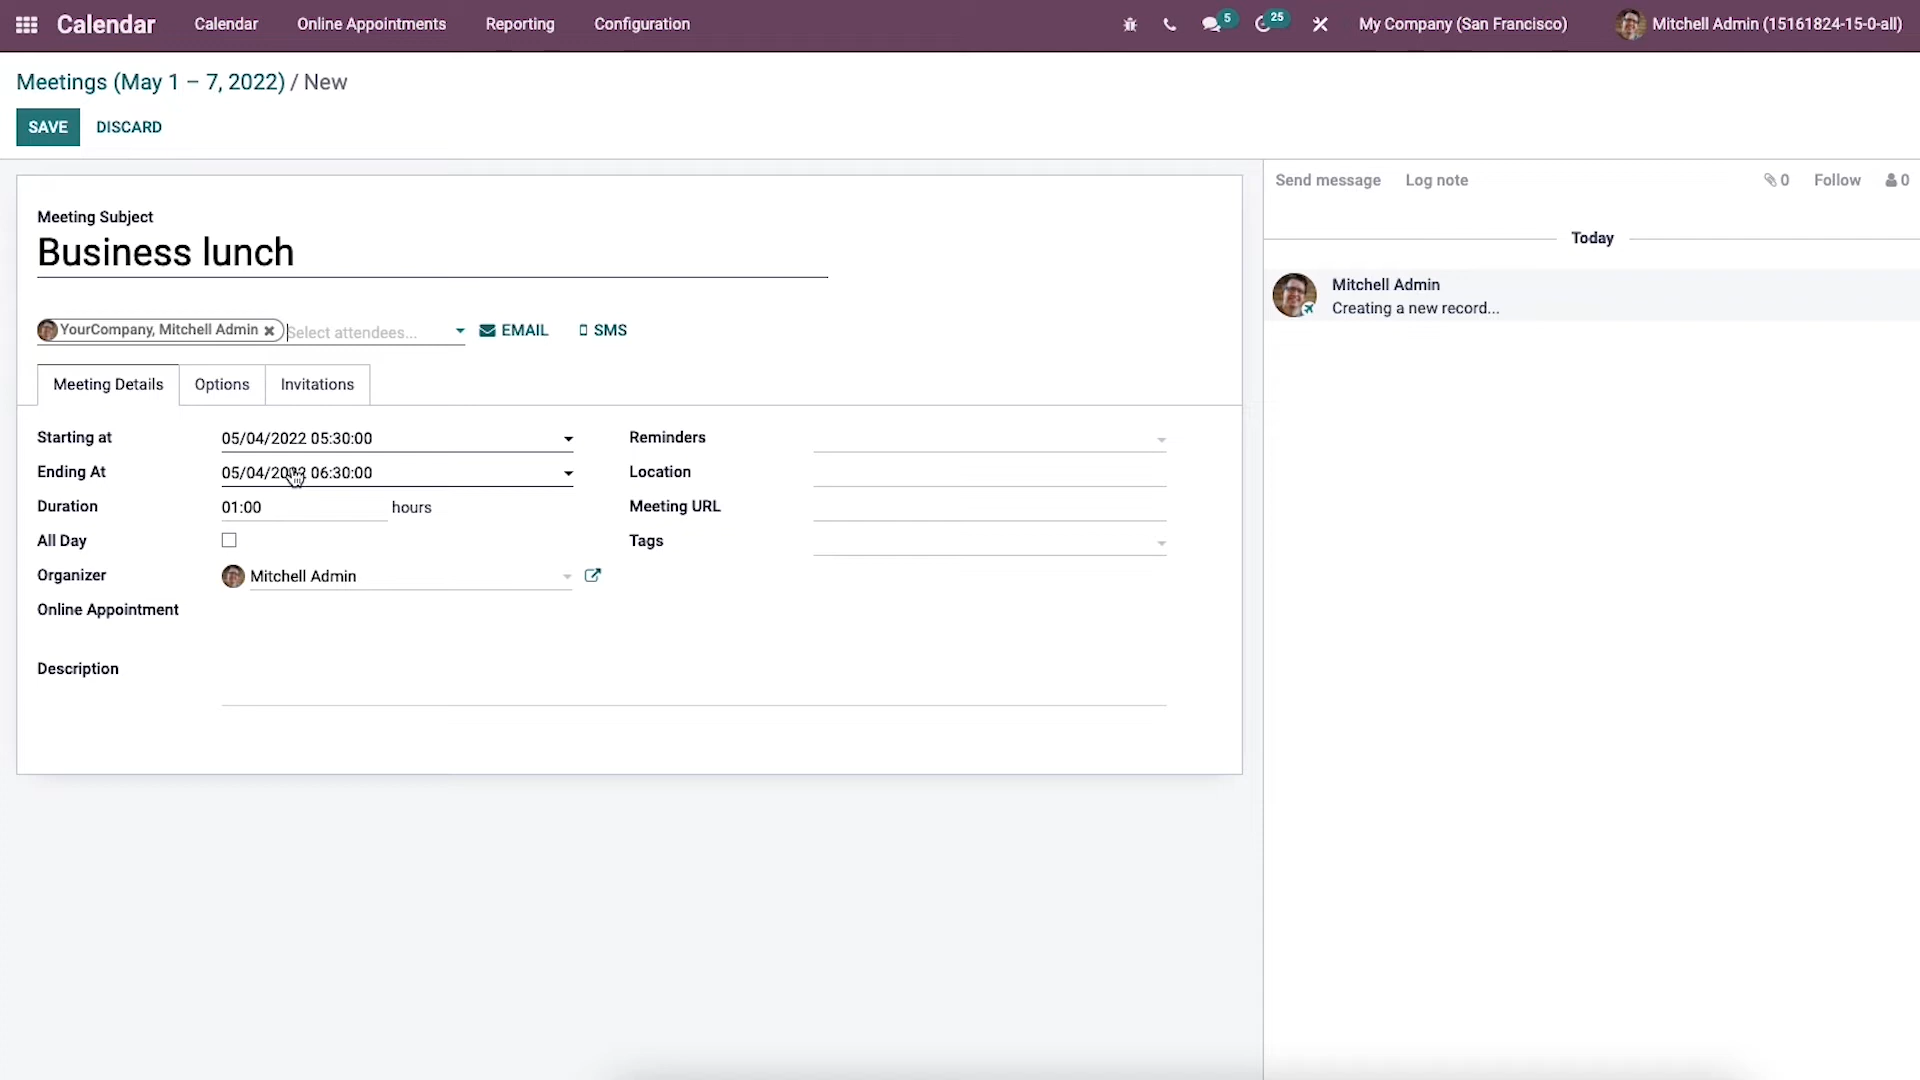 Calendar Calendar Online Appointments Reporting Configuration 5 25 My Company (San Francisco) Mitchell Admin (15161824-15-0-all)
Meetings (May 1 – 7, 2022) / New
SAVE DISCARD
Send message Log note 0 Follow 0
Meeting Subject
Business lunch
Today
Mitchell Admin
Creating a new record...
YourCompany, Mitchell Admin Select attendees... EMAIL SMS
Meeting Details Options Invitations
Starting at 05/04/2022 05:30:00 Reminders
Ending At 05/04/2022 06:30:00 Location
Duration 01:00 hours Meeting URL
All Day Tags
Organizer Mitchell Admin
Online Appointment
Description